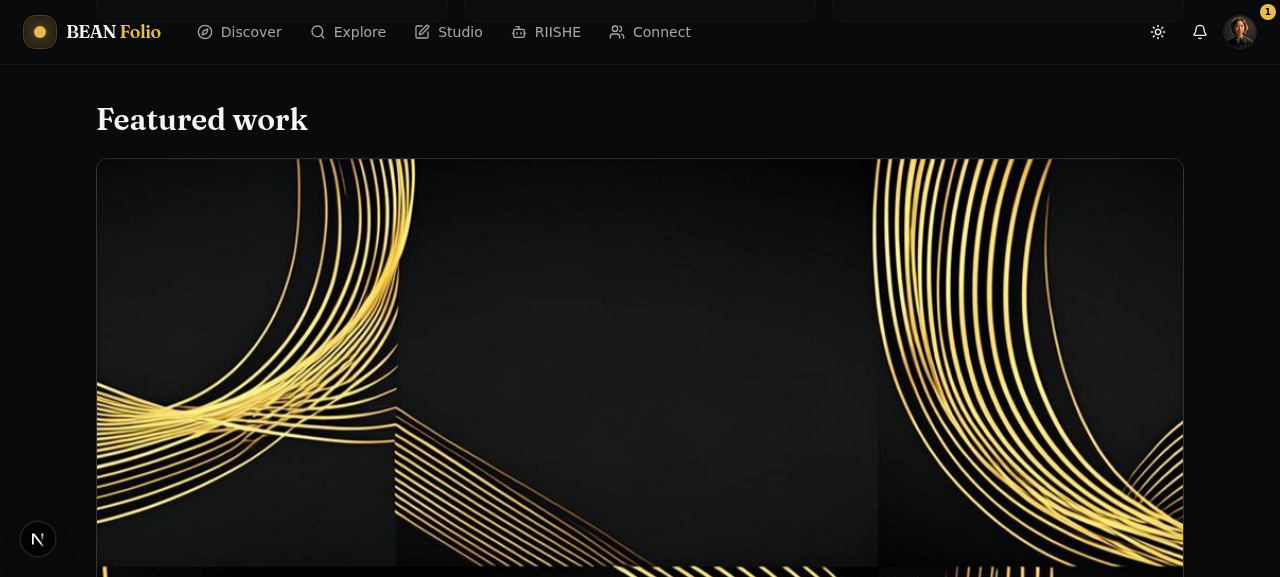 BEAN Folio
Discover
Explore
Studio
RIISHE
Connect
1
Featured work
N